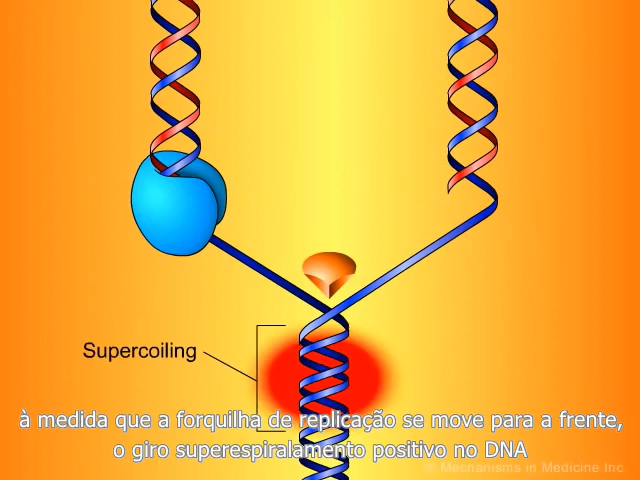 Supercoiling
à medida que a forquilha de replicação se move para a frente,
o giro superespiralamento positivo no DNA
© Mechanisms in Medicine Inc